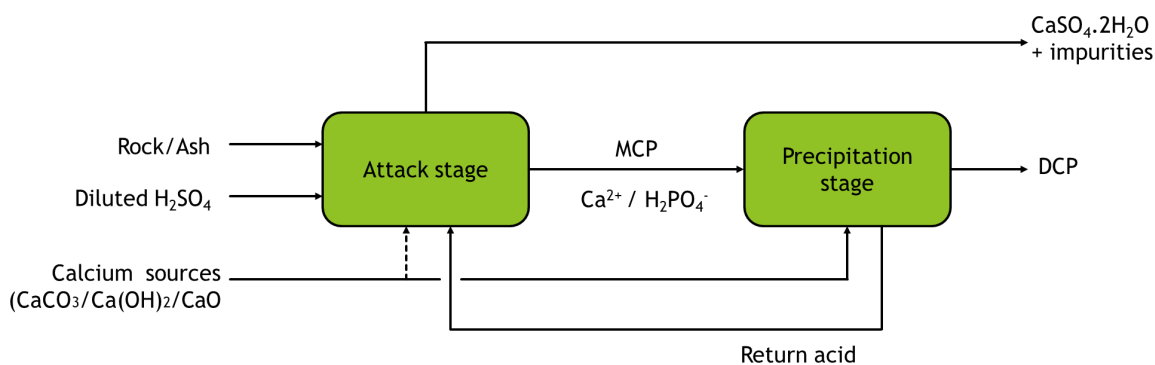 CaSO₄.2H₂O
+ impurities
Rock/Ash
Diluted H₂SO₄
Attack stage
MCP
Ca²⁺ / H₂PO₄⁻
Precipitation
stage
DCP
Calcium sources
(CaCO₃/Ca(OH)₂/CaO
Return acid